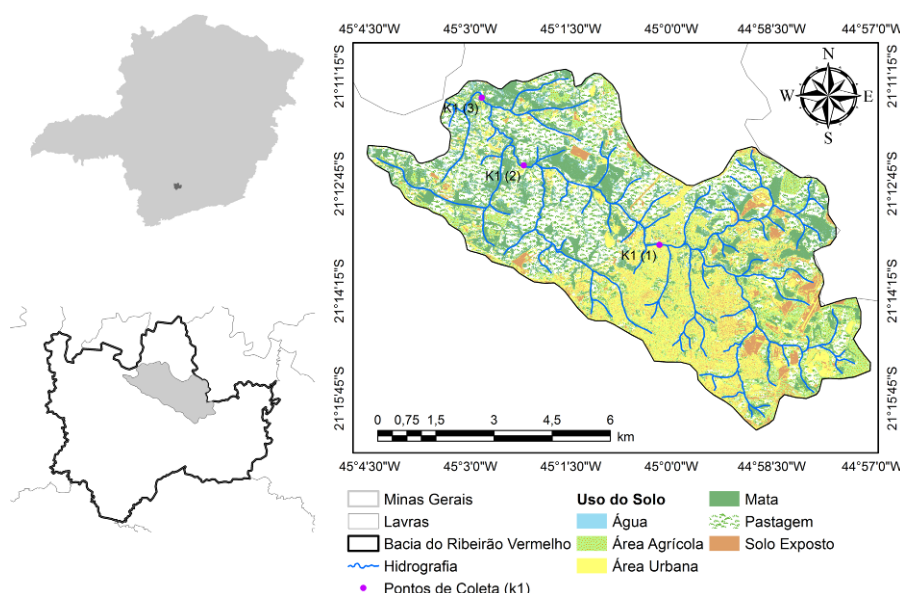 45°4'30"W 45°3'0"W 45°1'30"W 45°0'0"W 44°58'30"W 44°57'0"W
21°11'15"S 21°11'15"S
21°12'45"S 21°12'45"S
21°14'15"S 21°14'15"S
21°15'45"S 21°15'45"S
N
W E
S
K1 (3)
K1 (2)
K1 (1)
0 0,75 1,5 3 4,5 6
km
45°4'30"W 45°3'0"W 45°1'30"W 45°0'0"W 44°58'30"W 44°57'0"W
Minas Gerais
Lavras
Bacia do Ribeirão Vermelho
Hidrografia
Pontos de Coleta (k1)
Uso do Solo
Água
Área Agrícola
Área Urbana
Mata
Pastagem
Solo Exposto